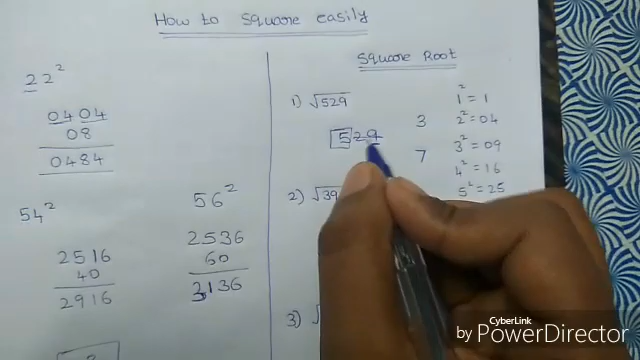 How to square easily
22²
0404
08
0484
54²
2516
40
2916
56²
2536
60
3136
2
Square Root
1) √529
529
3
7
1² = 1
2² = 04
3² = 09
4² = 16
5² = 25
2) √39
3) √
CyberLink
by PowerDirector